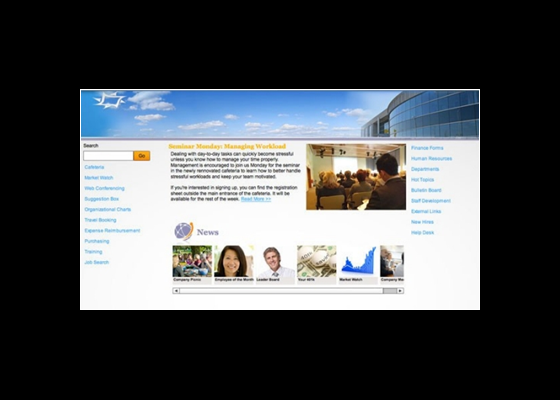 Search
Go
Cafeteria
Market Watch
Web Conferencing
Suggestion Box
Organizational Charts
Travel Booking
Expense Reimbursement
Purchasing
Training
Job Search
Seminar Monday: Managing Workload
Dealing with day-to-day tasks can quickly become stressful
unless you know how to manage your time properly.
Management is encouraged to join us Monday for the seminar
in the newly renovated cafeteria to learn how to better handle
stressful workloads and keep your team motivated.
If you're interested in signing up, you can find the registration
sheet outside the main entrance of the cafeteria. It will be
available for the rest of the week. Read More >>
News
Company Picnic
Employee of the Month
Leader Board
Your 401k
Market Watch
Company We
Finance Forms
Human Resources
Departments
Hot Topics
Bulletin Board
Staff Development
External Links
New Hires
Help Desk